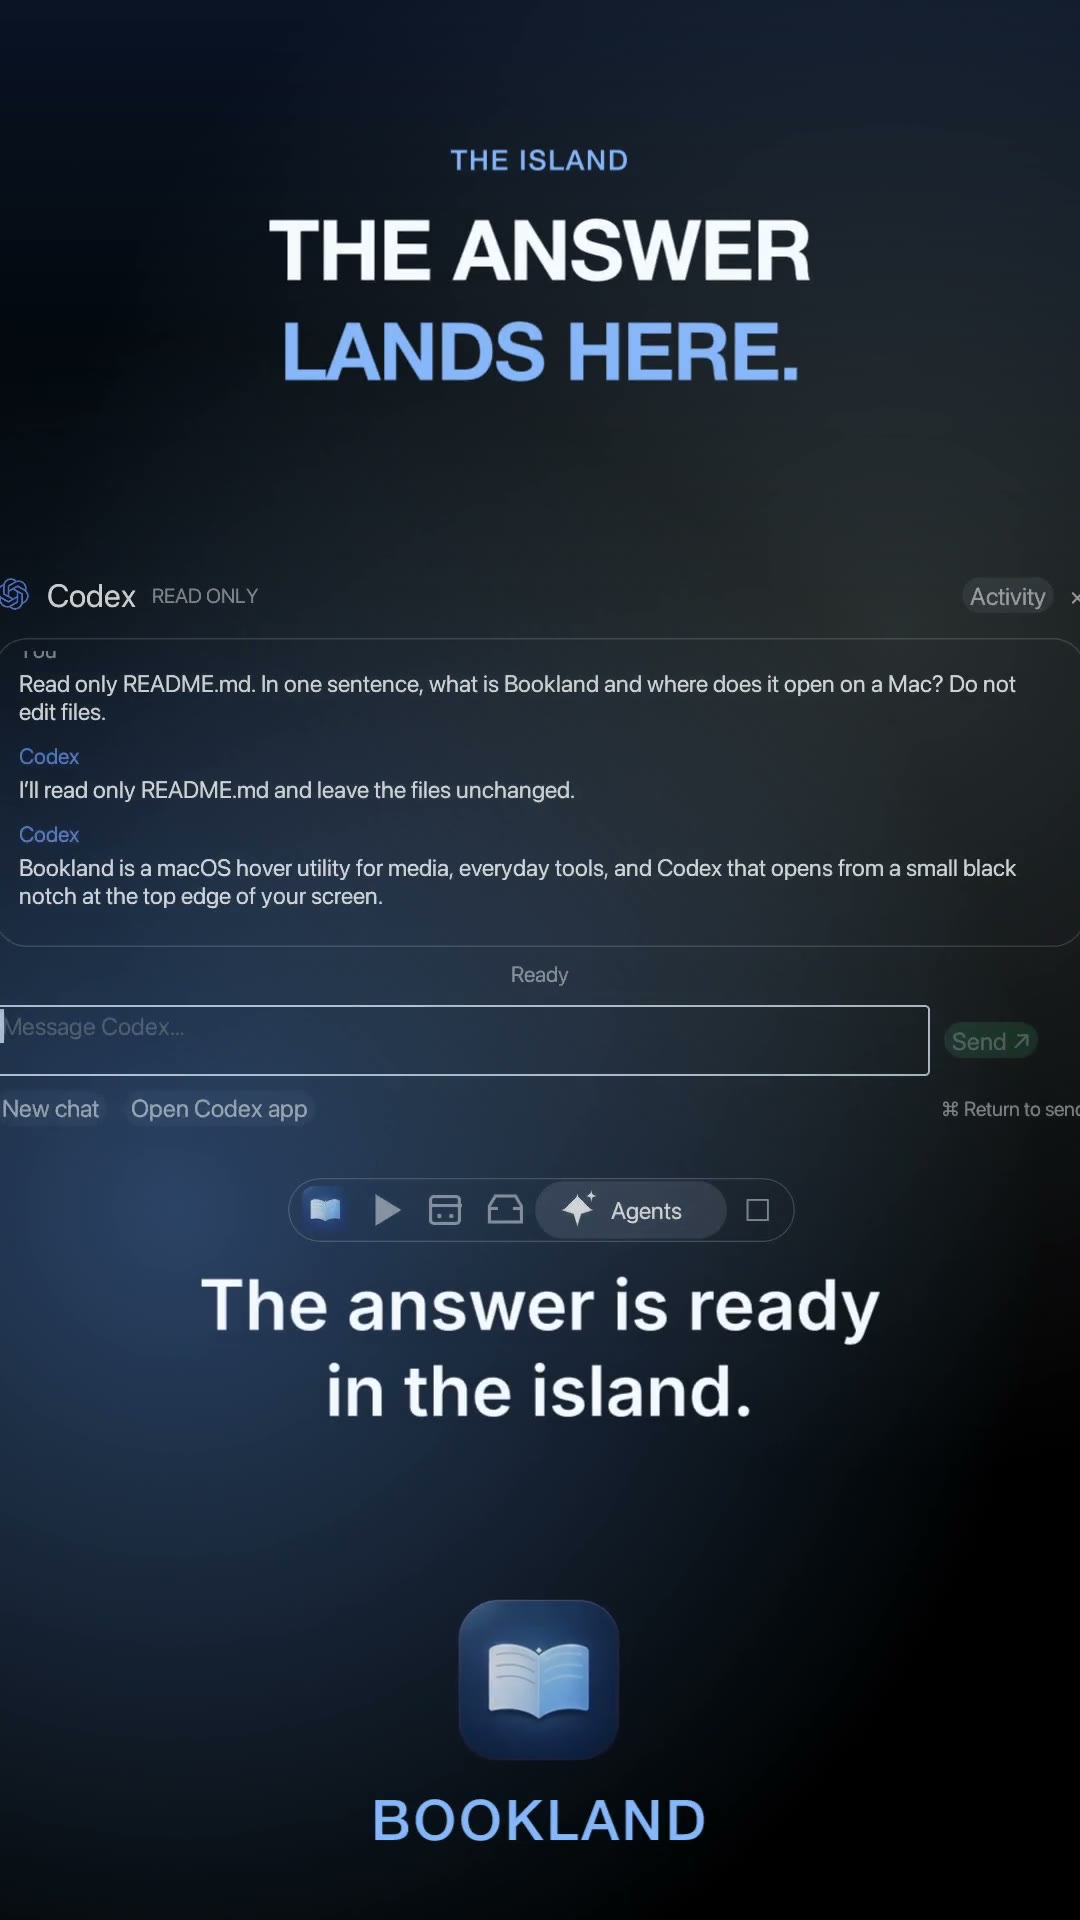 THE ISLAND
THE ANSWER
LANDS HERE.
Codex READ ONLY
Activity ×
You
Read only README.md. In one sentence, what is Bookland and where does it open on a Mac? Do not
edit files.
Codex
I'll read only README.md and leave the files unchanged.
Codex
Bookland is a macOS hover utility for media, everyday tools, and Codex that opens from a small black
notch at the top edge of your screen.
Ready
Message Codex...
Send ↗
New chat Open Codex app
⌘ Return to send
Agents
The answer is ready
in the island.
BOOKLAND